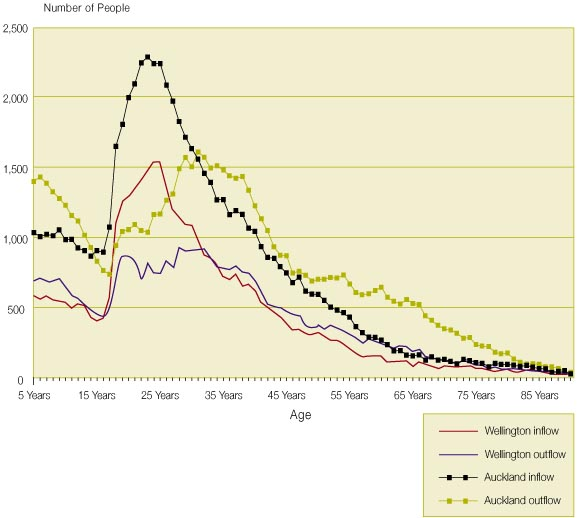 Number of People
2,500
2,000
1,500
1,000
500
0
5 Years 15 Years 25 Years 35 Years 45 Years 55 Years 65 Years 75 Years 85 Years
Age
Wellington inflow
Wellington outflow
Auckland inflow
Auckland outflow